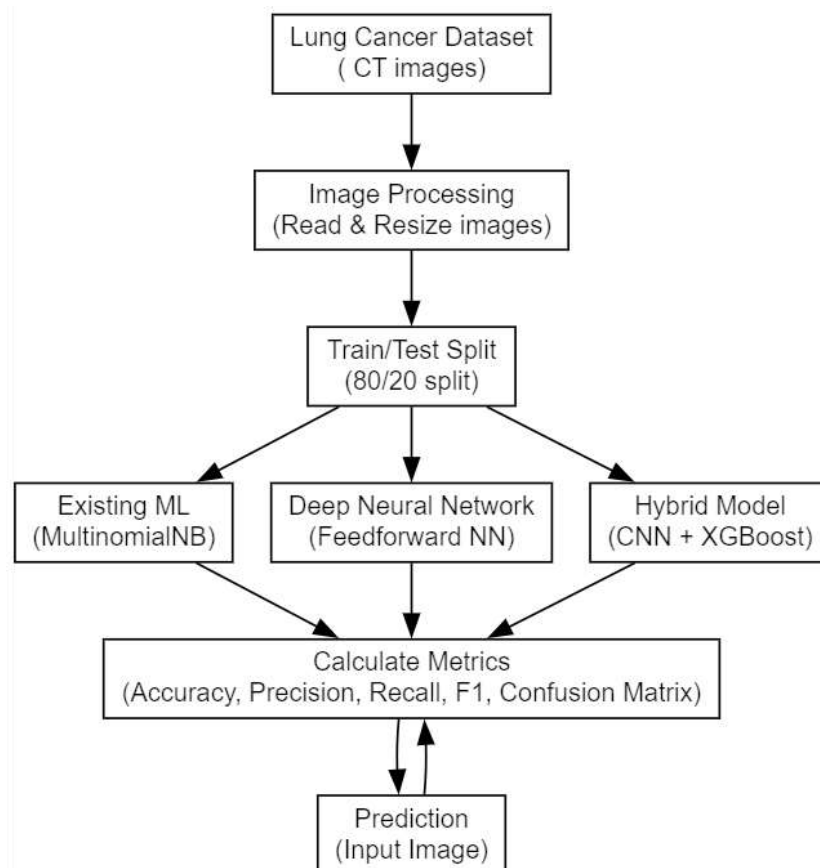 Lung Cancer Dataset
( CT images)
Image Processing
(Read & Resize images)
Train/Test Split
(80/20 split)
Existing ML
(MultinomialNB)
Deep Neural Network
(Feedforward NN)
Hybrid Model
(CNN + XGBoost)
Calculate Metrics
(Accuracy, Precision, Recall, F1, Confusion Matrix)
Prediction
(Input Image)